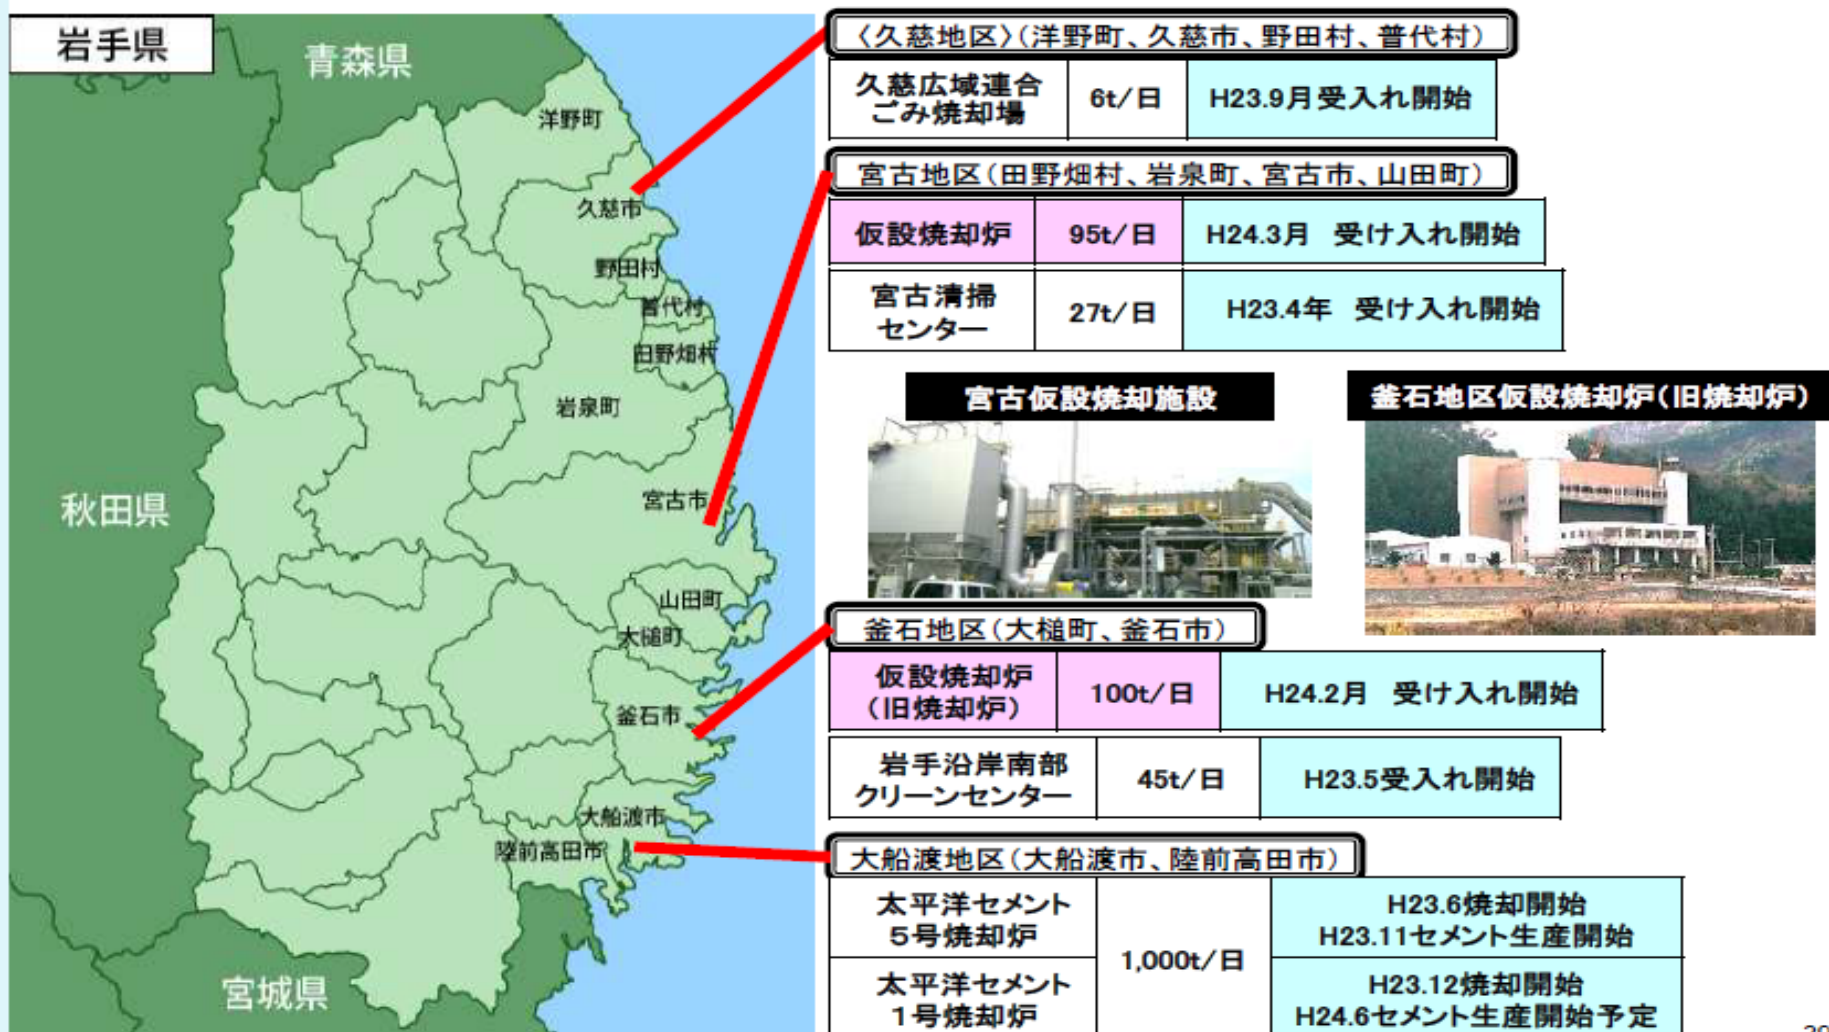 岩手県
青森県
秋田県
宮城県
洋野町
久慈市
野田村
普代村
田野畑村
岩泉町
宮古市
山田町
大槌町
釜石市
大船渡市
陸前高田市
〈久慈地区〉(洋野町、久慈市、野田村、普代村)
久慈広域連合
ごみ焼却場
6t/日
H23.9月受入れ開始
宮古地区(田野畑村、岩泉町、宮古市、山田町)
仮設焼却炉
95t/日
H24.3月 受け入れ開始
宮古清掃
センター
27t/日
H23.4年 受け入れ開始
宮古仮設焼却施設
釜石地区仮設焼却炉(旧焼却炉)
釜石地区(大槌町、釜石市)
仮設焼却炉
(旧焼却炉)
100t/日
H24.2月 受け入れ開始
岩手沿岸南部
クリーンセンター
45t/日
H23.5受入れ開始
大船渡地区(大船渡市、陸前高田市)
太平洋セメント
5号焼却炉
1,000t/日
H23.6焼却開始
H23.11セメント生産開始
太平洋セメント
1号焼却炉
H23.12焼却開始
H24.6セメント生産開始予定